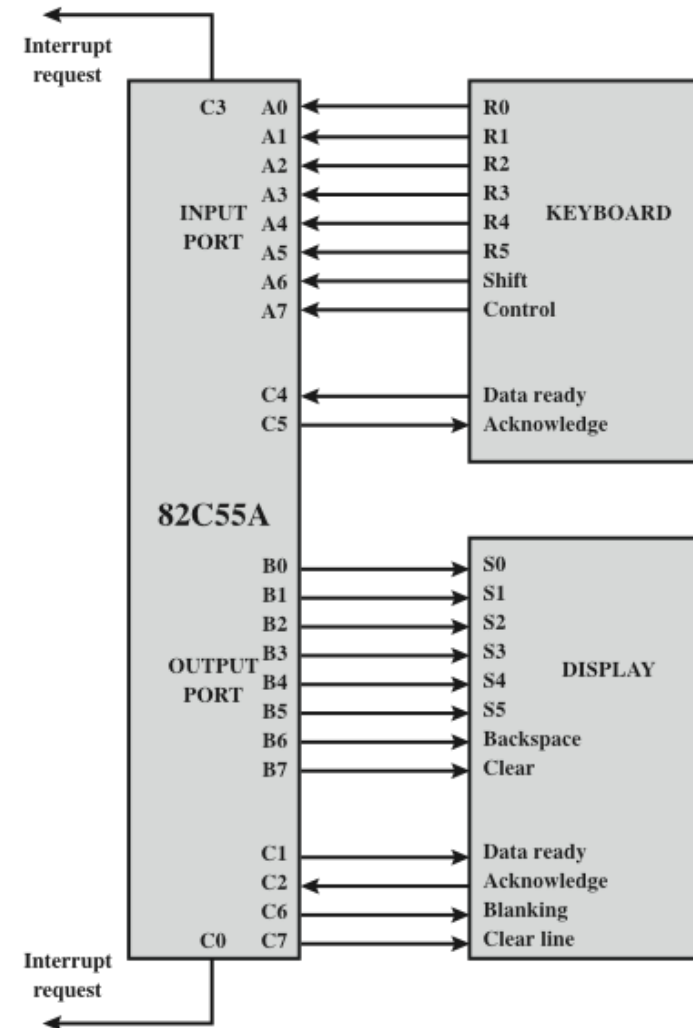 Interrupt
request
C3 A0 R0
A1 R1
A2 R2
A3 R3
INPUT A4 R4 KEYBOARD
PORT A5 R5
A6 Shift
A7 Control
C4 Data ready
C5 Acknowledge
82C55A
B0 S0
B1 S1
B2 S2
B3 S3
OUTPUT B4 S4 DISPLAY
PORT B5 S5
B6 Backspace
B7 Clear
C1 Data ready
C2 Acknowledge
C6 Blanking
C0 C7 Clear line
Interrupt
request